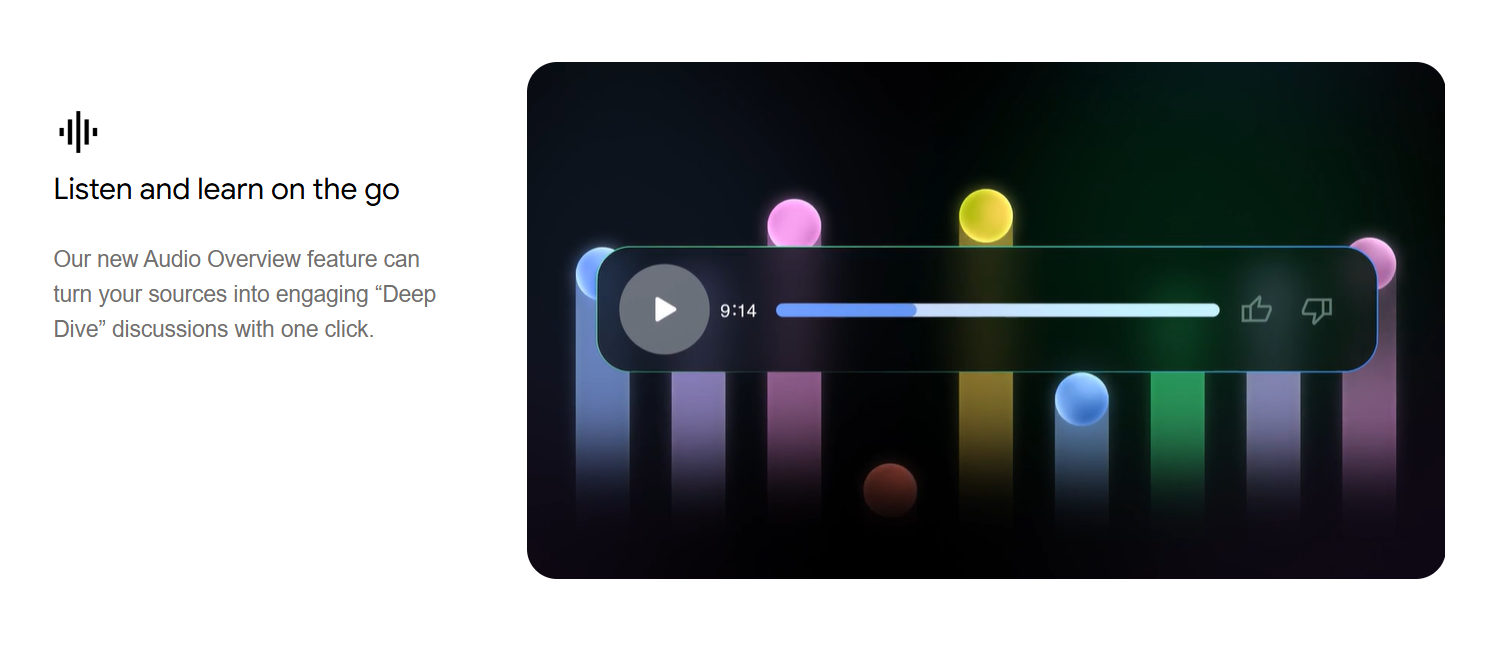 Listen and learn on the go
Our new Audio Overview feature can
turn your sources into engaging “Deep
Dive” discussions with one click.
9:14